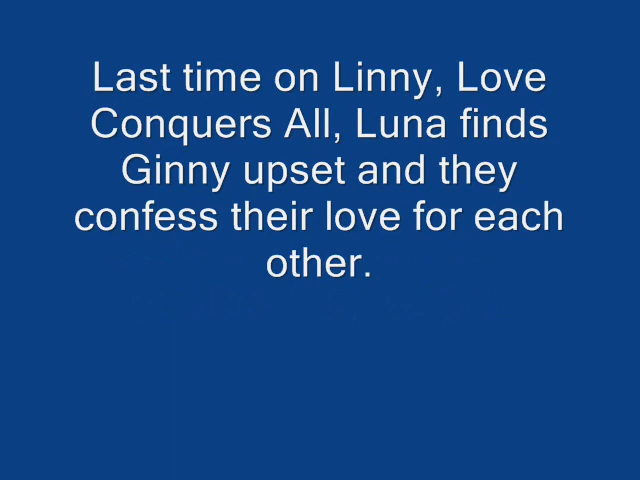 Last time on Linny, Love
Conquers All, Luna finds
Ginny upset and they
confess their love for each
other.